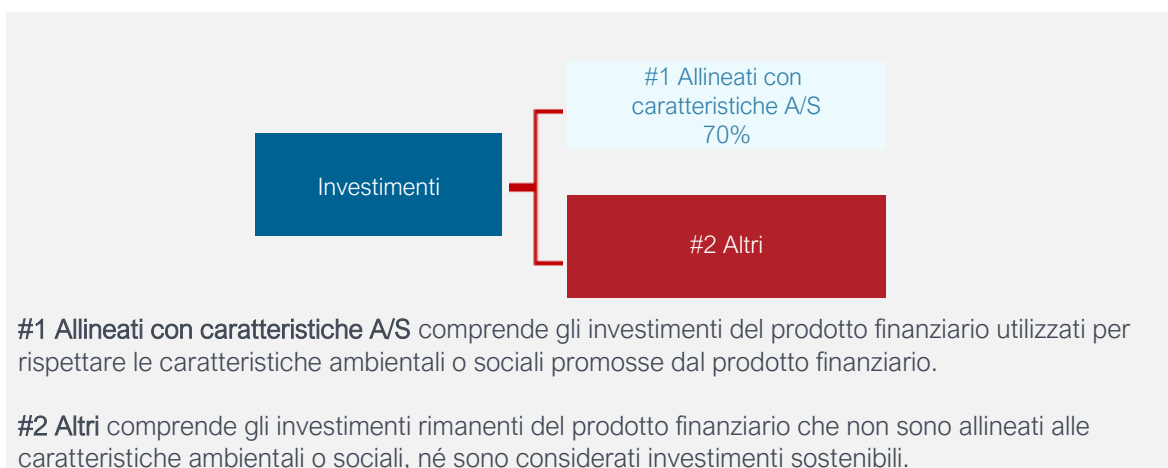 #1 Allineati con
caratteristiche A/S
70%
Investimenti
#2 Altri
#1 Allineati con caratteristiche A/S comprende gli investimenti del prodotto finanziario utilizzati per
rispettare le caratteristiche ambientali o sociali promosse dal prodotto finanziario.
#2 Altri comprende gli investimenti rimanenti del prodotto finanziario che non sono allineati alle
caratteristiche ambientali o sociali, né sono considerati investimenti sostenibili.